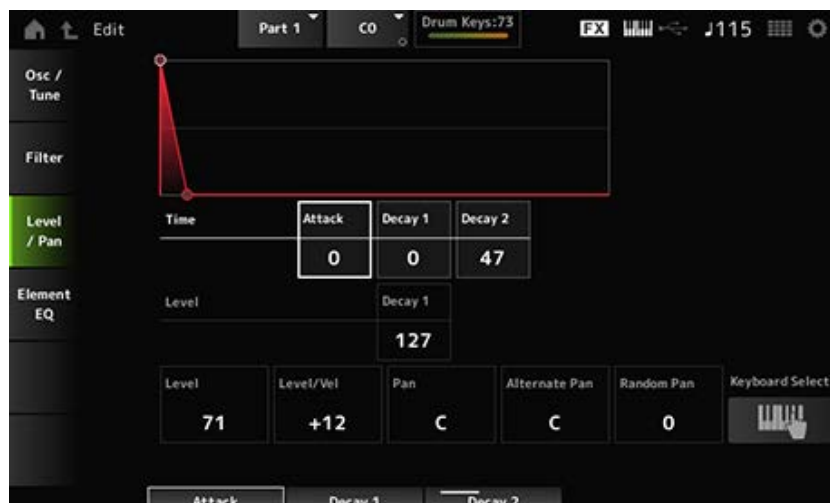 Edit Part 1 C0 Drum Keys:73 FX ♩115
Osc /
Tune
Filter
Level
/ Pan
Element
EQ
Time Attack Decay 1 Decay 2
0 0 47
Level Decay 1
127
Level Level/Vel Pan Alternate Pan Random Pan Keyboard Select
71 +12 C C 0
Attack Decay 1 Decay 2